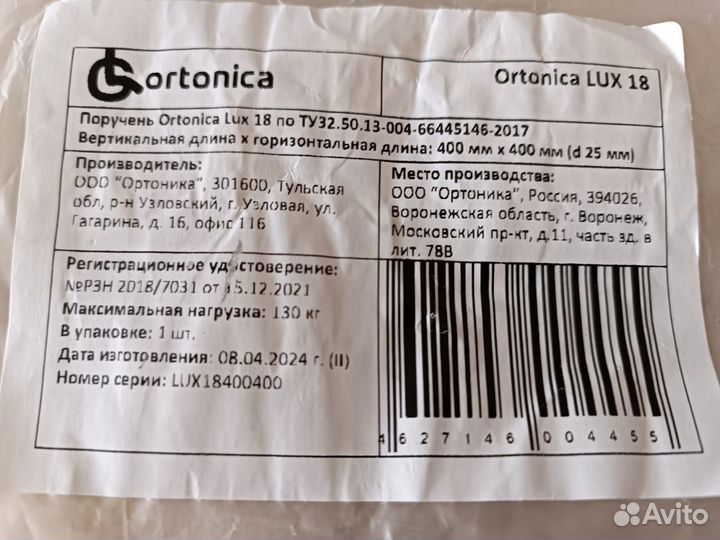 ortonica
Ortonica LUX 18
Поручень Ortonica Lux 18 по ТУ32.50.13-004-66445146-2017
Вертикальная длина х горизонтальная длина: 400 мм х 400 мм (d 25 мм)
Производитель:
ООО "Ортоника", 301600, Тульская
обл, р-н Узловский, г. Узловая, ул.
Гагарина, д. 16, офис 116
Место производства:
ООО "Ортоника", Россия, 394026,
Воронежская область, г. Воронеж,
Московский пр-кт, д.11, часть зд. в
лит. 78В
Регистрационное удостоверение:
№РЗН 2018/7031 от 15.12.2021
Максимальная нагрузка: 130 кг
В упаковке: 1 шт.
Дата изготовления: 08.04.2024 г. (II)
Номер серии: LUX18400400
4 627146 004455
Avito